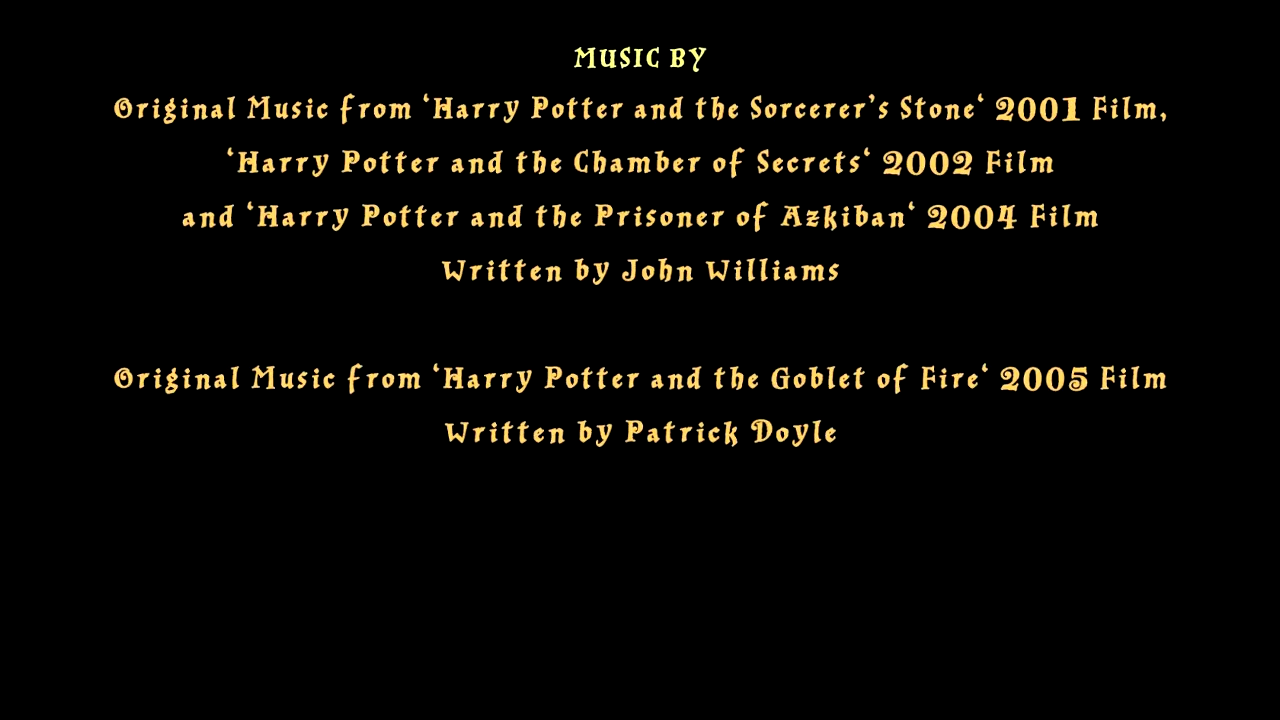 MUSIC BY
Original Music from ‘Harry Potter and the Sorcerer’s Stone‘ 2001 Film,
‘Harry Potter and the Chamber of Secrets‘ 2002 Film
and ‘Harry Potter and the Prisoner of Azkiban‘ 2004 Film
Written by John Williams
Original Music from ‘Harry Potter and the Goblet of Fire‘ 2005 Film
Written by Patrick Doyle